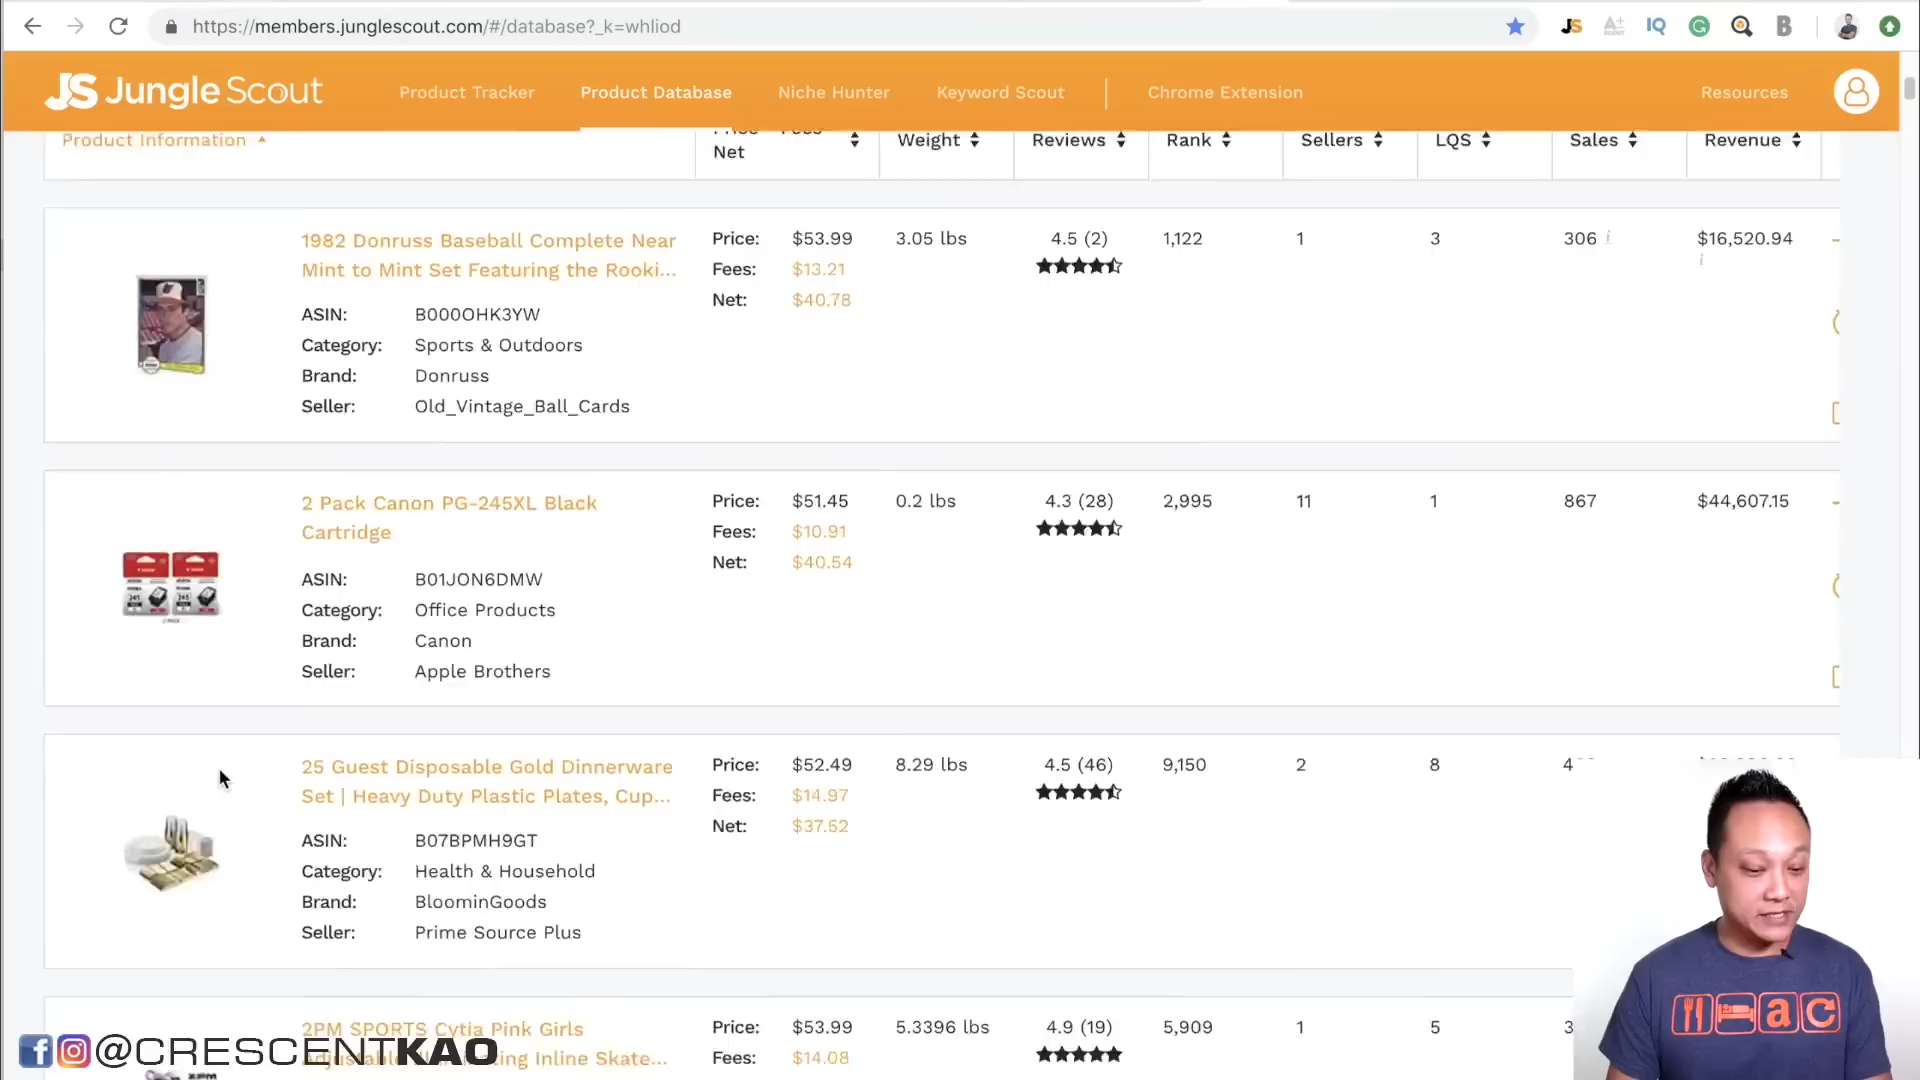 https://members.junglescout.com/#/database?_k=whliod
JS Jungle Scout
Product Tracker
Product Database
Niche Hunter
Keyword Scout
Chrome Extension
Resources
Product Information
Net
Weight
Reviews
Rank
Sellers
LQS
Sales
Revenue
1982 Donruss Baseball Complete Near
Mint to Mint Set Featuring the Rooki...
ASIN: B000OHK3YW
Category: Sports & Outdoors
Brand: Donruss
Seller: Old_Vintage_Ball_Cards
Price: $53.99
Fees: $13.21
Net: $40.78
3.05 lbs
4.5 (2)
1,122
1
3
306 i
$16,520.94
i
2 Pack Canon PG-245XL Black
Cartridge
ASIN: B01JON6DMW
Category: Office Products
Brand: Canon
Seller: Apple Brothers
Price: $51.45
Fees: $10.91
Net: $40.54
0.2 lbs
4.3 (28)
2,995
11
1
867
$44,607.15
25 Guest Disposable Gold Dinnerware
Set | Heavy Duty Plastic Plates, Cup...
ASIN: B07BPMH9GT
Category: Health & Household
Brand: BloominGoods
Seller: Prime Source Plus
Price: $52.49
Fees: $14.97
Net: $37.52
8.29 lbs
4.5 (46)
9,150
2
8
2PM SPORTS Cytia Pink Girls
Inline Skate...
Price: $53.99
Fees: $14.08
5.3396 lbs
4.9 (19)
5,909
1
5
@CRESCENTKAO